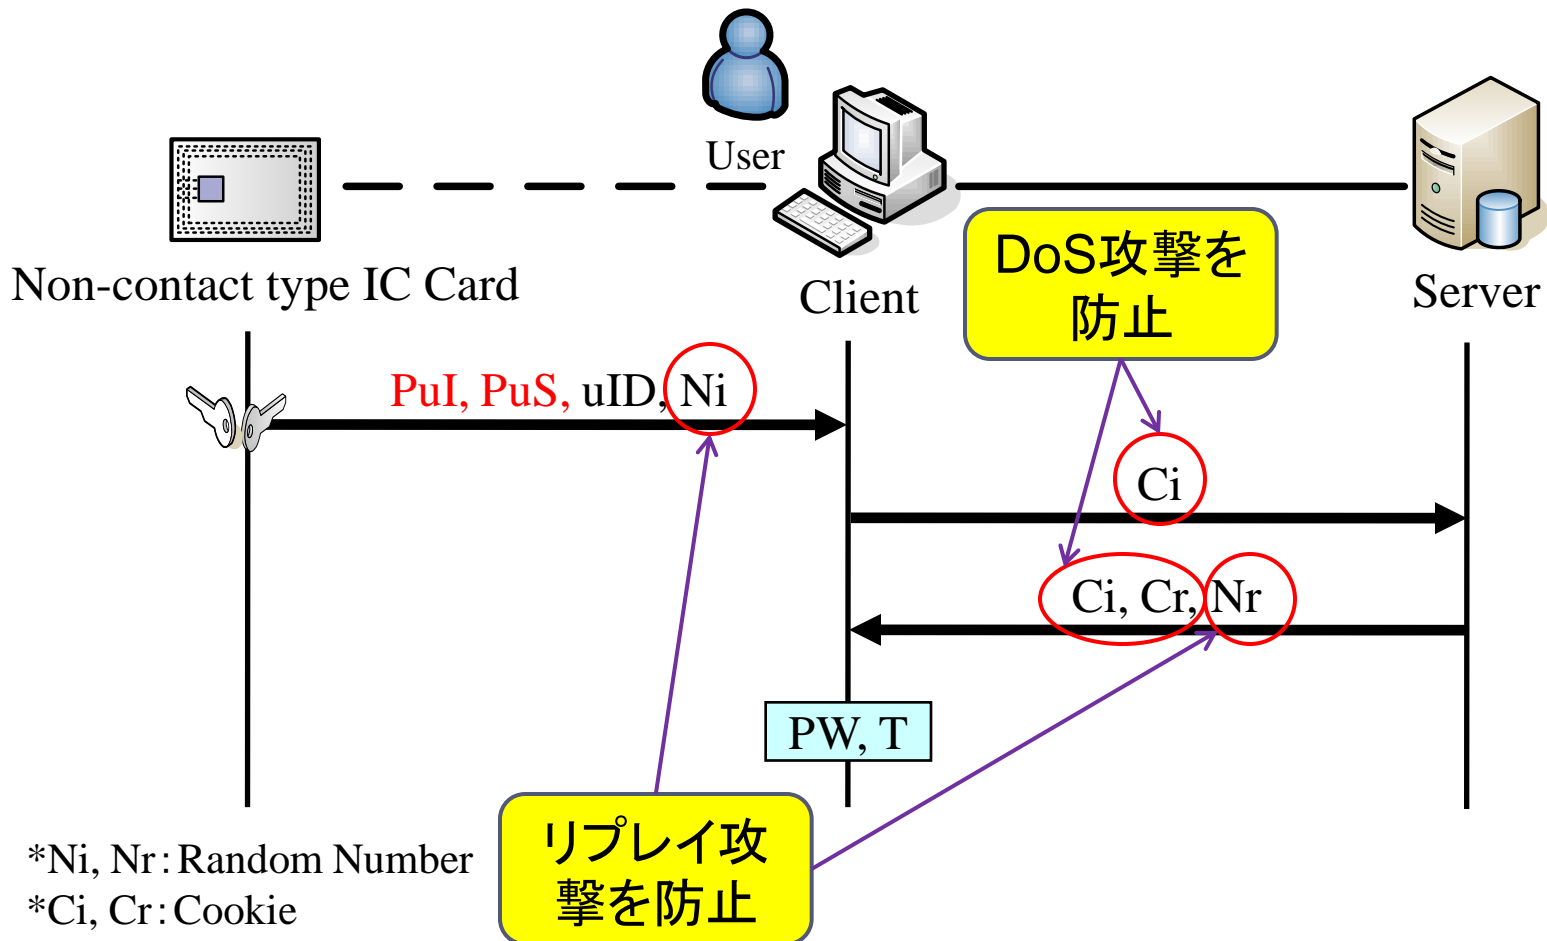 User
Non-contact type IC Card
Client
Server
DoS攻撃を
防止
PuI, PuS, uID, Ni
Ci
Ci, Cr, Nr
PW, T
リプレイ攻
撃を防止
*Ni, Nr：Random Number
*Ci, Cr：Cookie